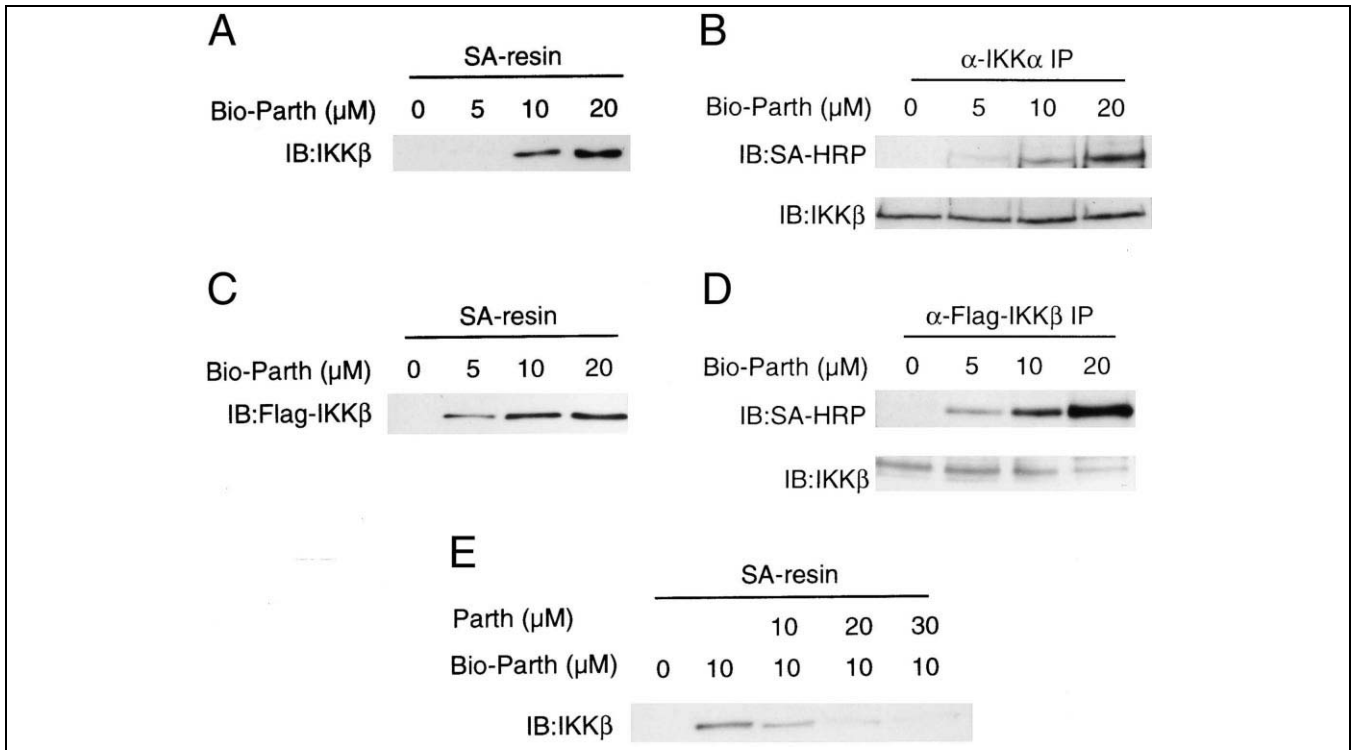 A
SA-resin
Bio-Parth (µM) 0 5 10 20
IB:IKKβ
B
α-IKKα IP
Bio-Parth (µM) 0 5 10 20
IB:SA-HRP
IB:IKKβ
C
SA-resin
Bio-Parth (µM) 0 5 10 20
IB:Flag-IKKβ
D
α-Flag-IKKβ IP
Bio-Parth (µM) 0 5 10 20
IB:SA-HRP
IB:IKKβ
E
SA-resin
Parth (µM) 10 20 30
Bio-Parth (µM) 0 10 10 10 10
IB:IKKβ